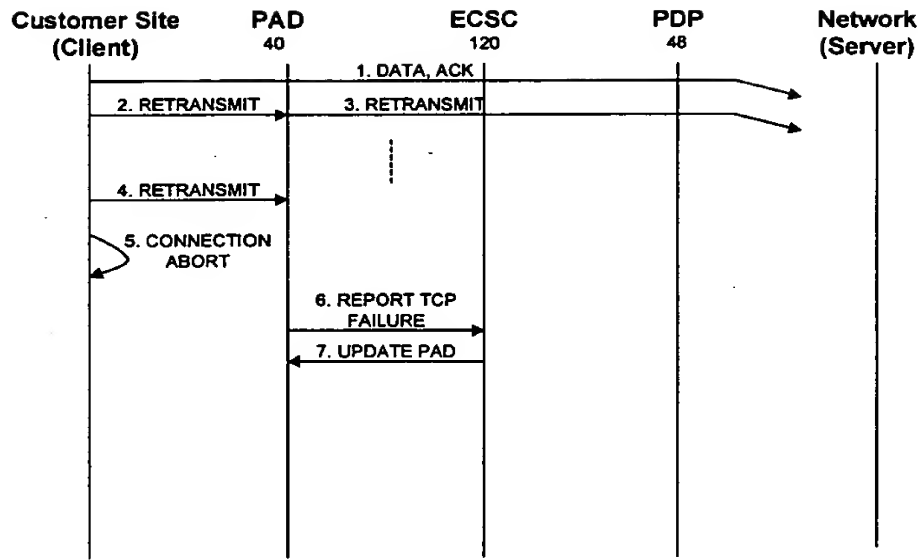 Customer Site
(Client)
PAD
40
ECSC
120
PDP
48
Network
(Server)
1. DATA, ACK
2. RETRANSMIT
3. RETRANSMIT
4. RETRANSMIT
5. CONNECTION
ABORT
6. REPORT TCP
FAILURE
7. UPDATE PAD